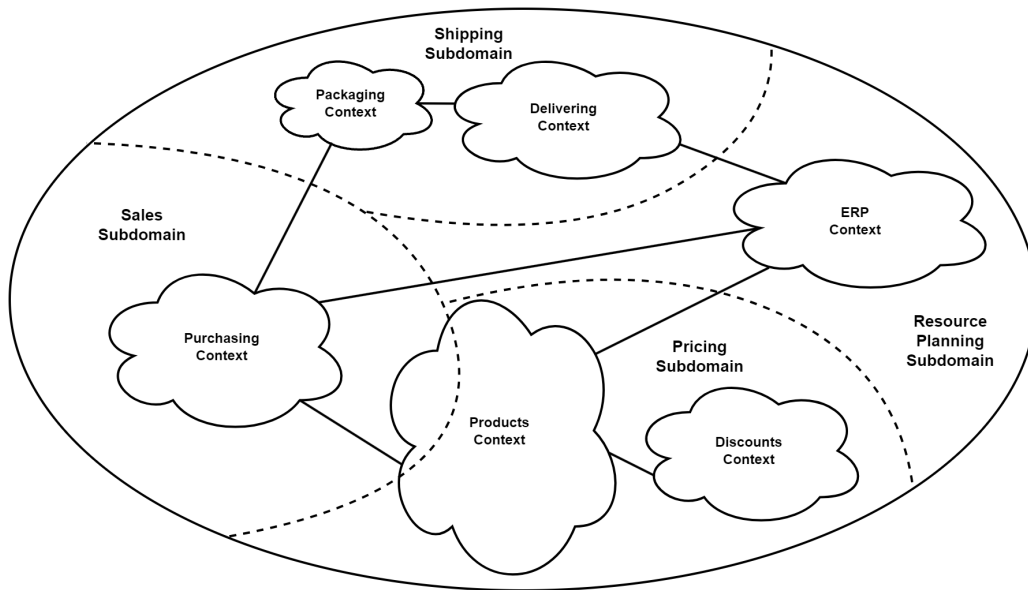 Shipping
Subdomain
Packaging
Context
Delivering
Context
Sales
Subdomain
ERP
Context
Purchasing
Context
Resource
Planning
Subdomain
Pricing
Subdomain
Products
Context
Discounts
Context